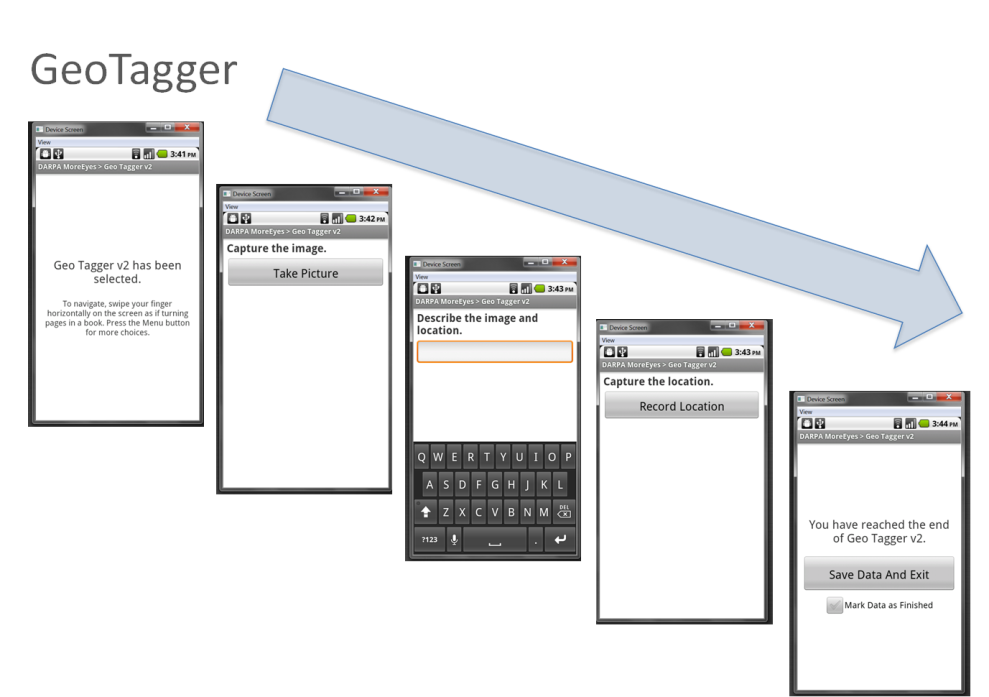 GeoTagger
Device Screen
View
3:41 PM
DARPA MoreEyes > Geo Tagger v2
Geo Tagger v2 has been
selected.
To navigate, swipe your finger
horizontally on the screen as if turning
pages in a book. Press the Menu button
for more choices.
Device Screen
View
3:42 PM
DARPA MoreEyes > Geo Tagger v2
Capture the image.
Take Picture
Device Screen
View
3:43 PM
DARPA MoreEyes > Geo Tagger v2
Describe the image and
location.
Q W E R T Y U I O P
A S D F G H J K L
Z X C V B N M DEL
?123 .
Device Screen
View
3:43 PM
DARPA MoreEyes > Geo Tagger v2
Capture the location.
Record Location
Device Screen
View
3:44 PM
DARPA MoreEyes > Geo Tagger v2
You have reached the end
of Geo Tagger v2.
Save Data And Exit
Mark Data as Finished